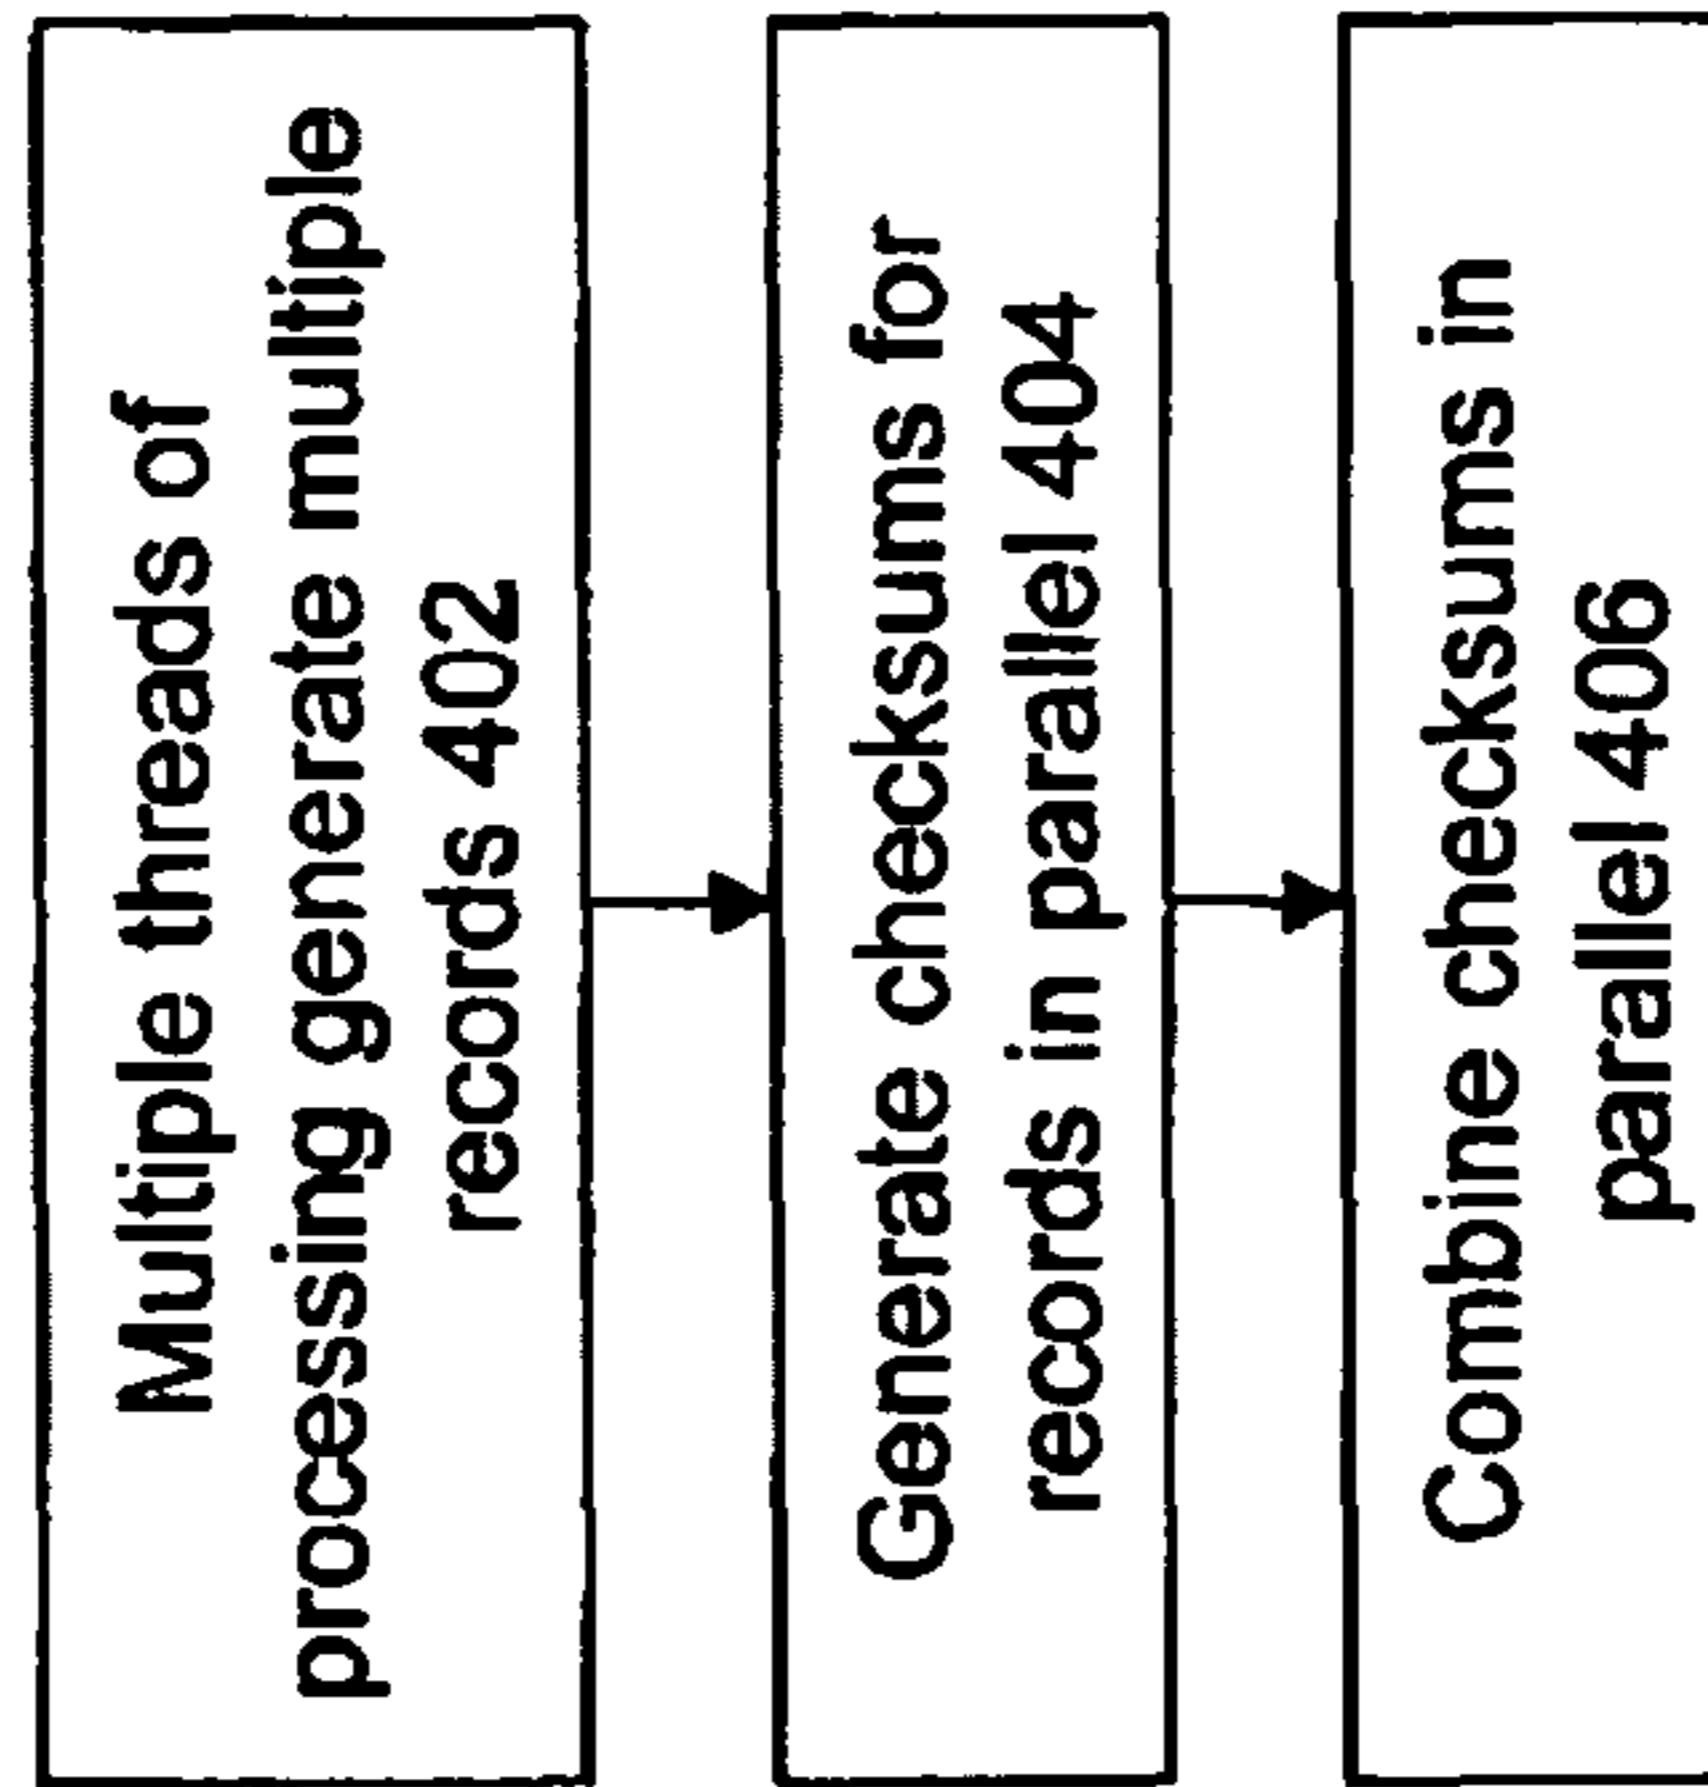 Multiple threads of
processing generate multiple
records 402
Generate checksums for
records in parallel 404
Combine checksums in
parallel 406